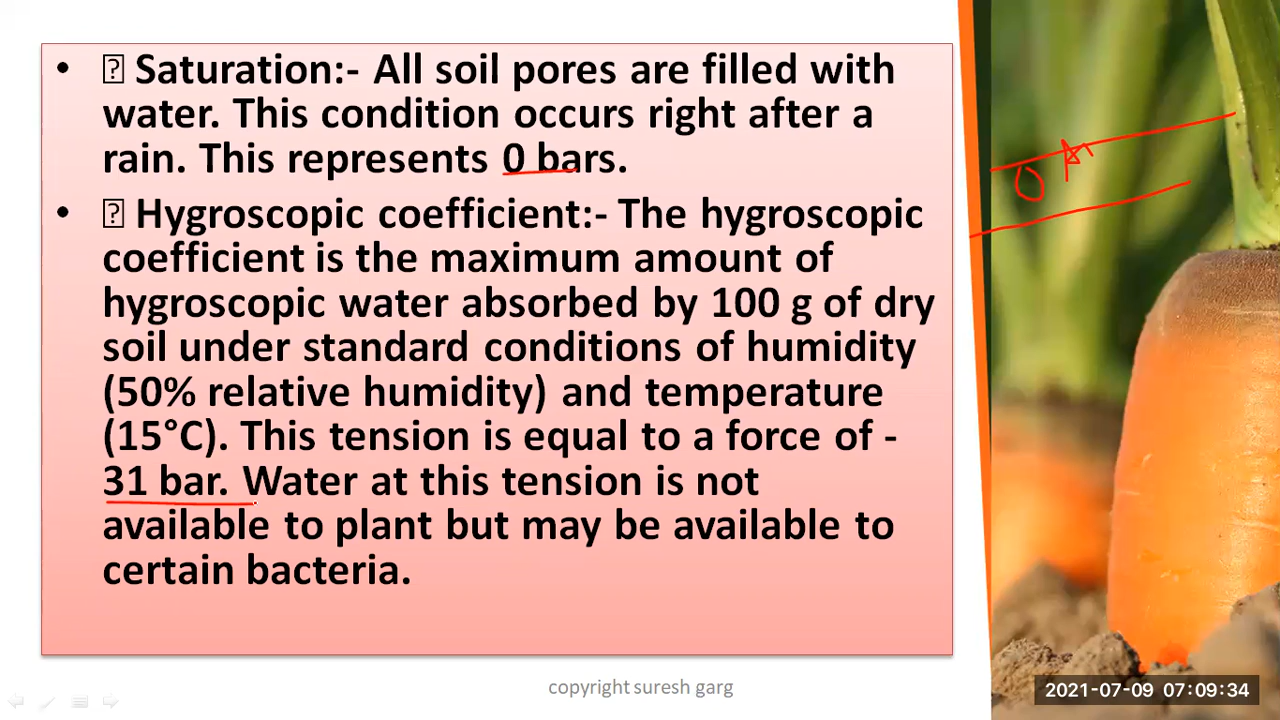 • Saturation:- All soil pores are filled with
water. This condition occurs right after a
rain. This represents 0 bars.
• Hygroscopic coefficient:- The hygroscopic
coefficient is the maximum amount of
hygroscopic water absorbed by 100 g of dry
soil under standard conditions of humidity
(50% relative humidity) and temperature
(15°C). This tension is equal to a force of -
31 bar. Water at this tension is not
available to plant but may be available to
certain bacteria.
0
copyright suresh garg
2021-07-09 07:09:34